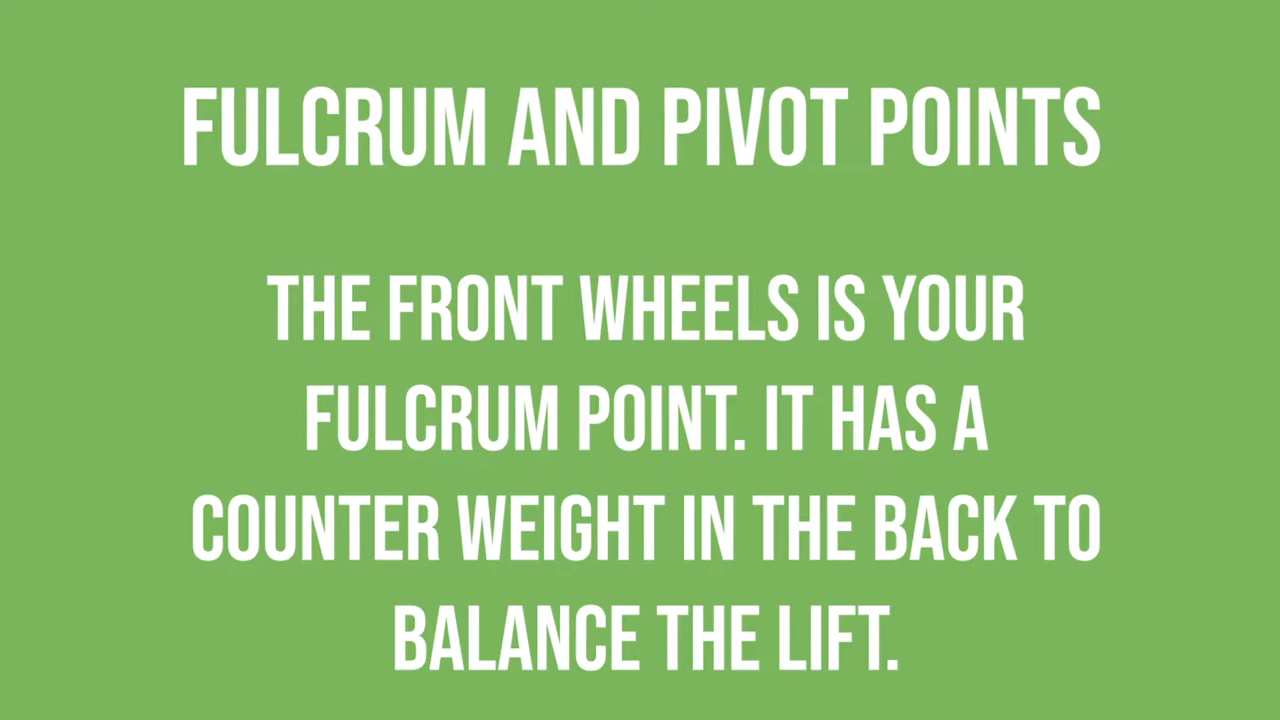 FULCRUM AND PIVOT POINTS
THE FRONT WHEELS IS YOUR
FULCRUM POINT. IT HAS A
COUNTER WEIGHT IN THE BACK TO
BALANCE THE LIFT.